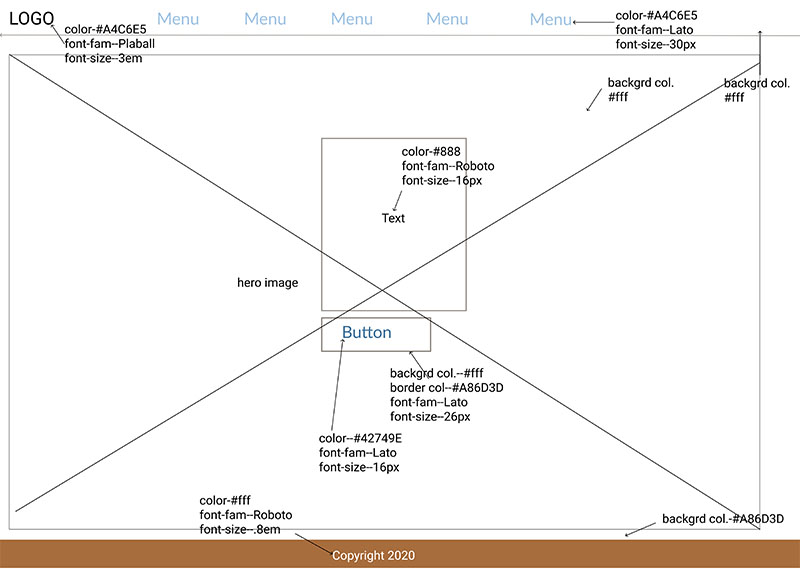 LOGO
Menu
Menu
Menu
Menu
Menu
color-#A4C6E5
font-fam--Plaball
font-size--3em
color-#A4C6E5
font-fam--Lato
font-size--30px
backgrd col.
#fff
backgrd col.
#fff
color-#888
font-fam--Roboto
font-size--16px
Text
hero image
Button
backgrd col.--#fff
border col--#A86D3D
font-fam--Lato
font-size--26px
color--#42749E
font-fam--Lato
font-size--16px
color-#fff
font-fam--Roboto
font-size--.8em
backgrd col.-#A86D3D
Copyright 2020